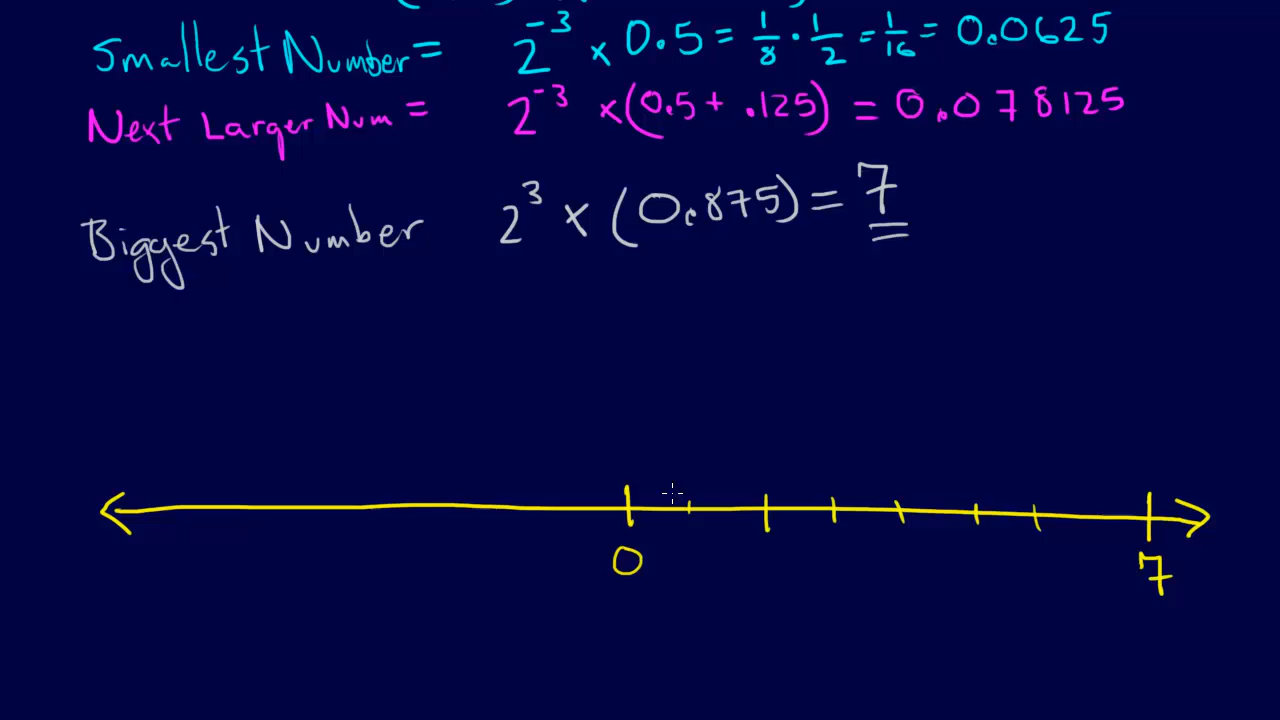 Smallest Number = 2^-3 × 0.5 = 1/8 · 1/2 = 1/16 = 0.0625
Next Larger Num = 2^-3 × (0.5 + .125) = 0.078125
Biggest Number 2^3 × (0.875) = 7
0 7